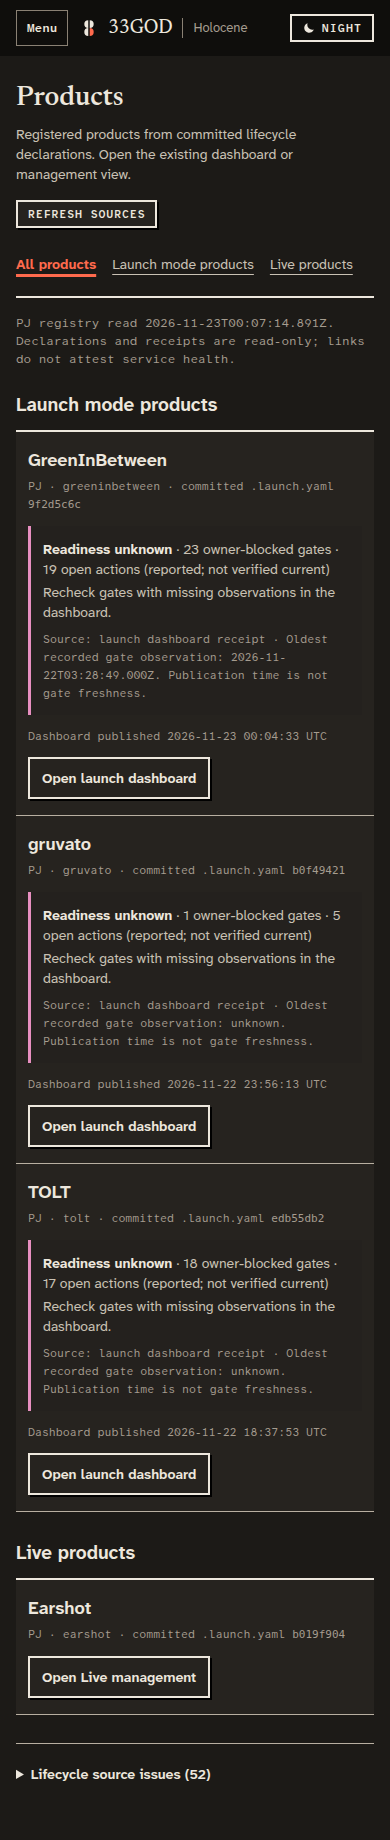 Menu
33GOD
Holocene
NIGHT
Products
Registered products from committed lifecycle
declarations. Open the existing dashboard or
management view.
REFRESH SOURCES
All products
Launch mode products
Live products
PJ registry read 2026-11-23T00:07:14.891Z.
Declarations and receipts are read-only; links
do not attest service health.
Launch mode products
GreenInBetween
PJ · greeninbetween · committed .launch.yaml
9f2d5c6c
Readiness unknown · 23 owner-blocked gates ·
19 open actions (reported; not verified current)
Recheck gates with missing observations in the
dashboard.
Source: launch dashboard receipt · Oldest
recorded gate observation: 2026-11-
22T03:28:49.000Z. Publication time is not
gate freshness.
Dashboard published 2026-11-23 00:04:33 UTC
Open launch dashboard
gruvato
PJ · gruvato · committed .launch.yaml b0f49421
Readiness unknown · 1 owner-blocked gates · 5
open actions (reported; not verified current)
Recheck gates with missing observations in the
dashboard.
Source: launch dashboard receipt · Oldest
recorded gate observation: unknown.
Publication time is not gate freshness.
Dashboard published 2026-11-22 23:56:13 UTC
Open launch dashboard
TOLT
PJ · tolt · committed .launch.yaml edb55db2
Readiness unknown · 18 owner-blocked gates ·
17 open actions (reported; not verified current)
Recheck gates with missing observations in the
dashboard.
Source: launch dashboard receipt · Oldest
recorded gate observation: unknown.
Publication time is not gate freshness.
Dashboard published 2026-11-22 18:37:53 UTC
Open launch dashboard
Live products
Earshot
PJ · earshot · committed .launch.yaml b019f904
Open Live management
Lifecycle source issues (52)